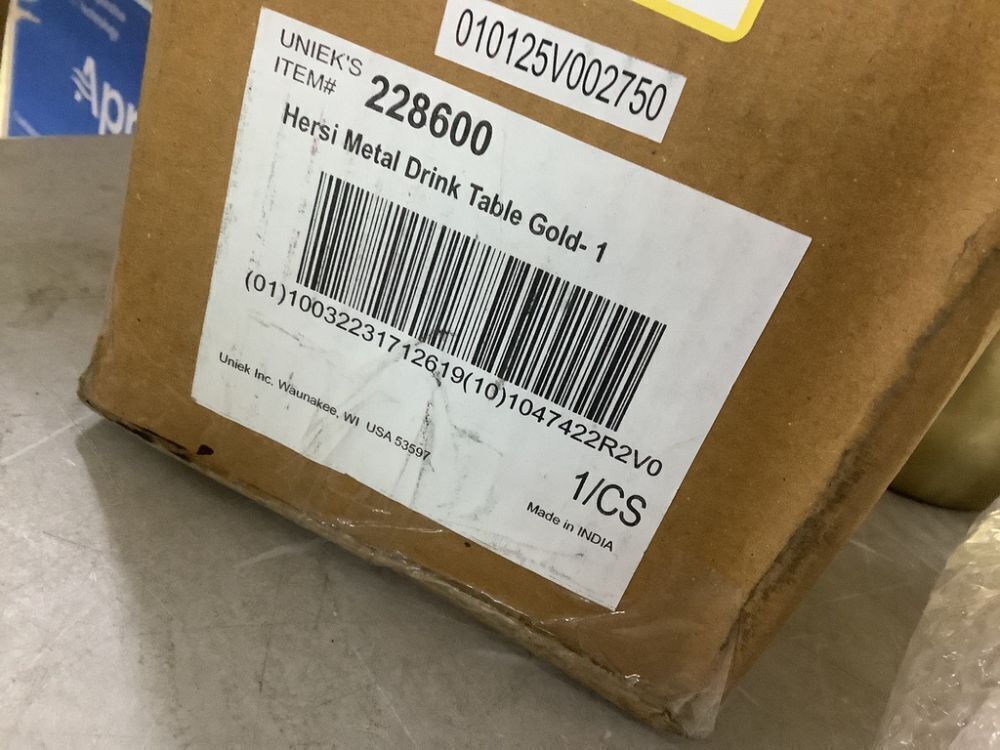 Apr
010125V002750
UNIEK'S
ITEM# 228600
Hersi Metal Drink Table Gold- 1
(01)10032231712619(10)1047422R2V0
Uniek Inc. Waunakee, WI USA 53597
1/CS
Made in INDIA